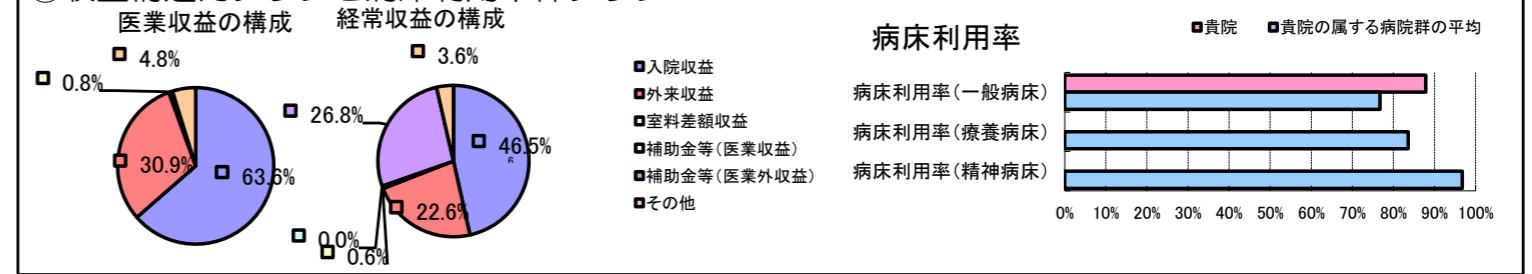 医業収益の構成
経常収益の構成
4.8%
0.8%
30.9%
63.6%
3.6%
26.8%
46.5%
22.6%
0.0%
0.6%
入院収益
外来収益
室料差額収益
補助金等(医業収益)
補助金等(医業外収益)
その他
病床利用率
貴院
貴院の属する病院群の平均
病床利用率(一般病床)
病床利用率(療養病床)
病床利用率(精神病床)
0% 10% 20% 30% 40% 50% 60% 70% 80% 90% 100%